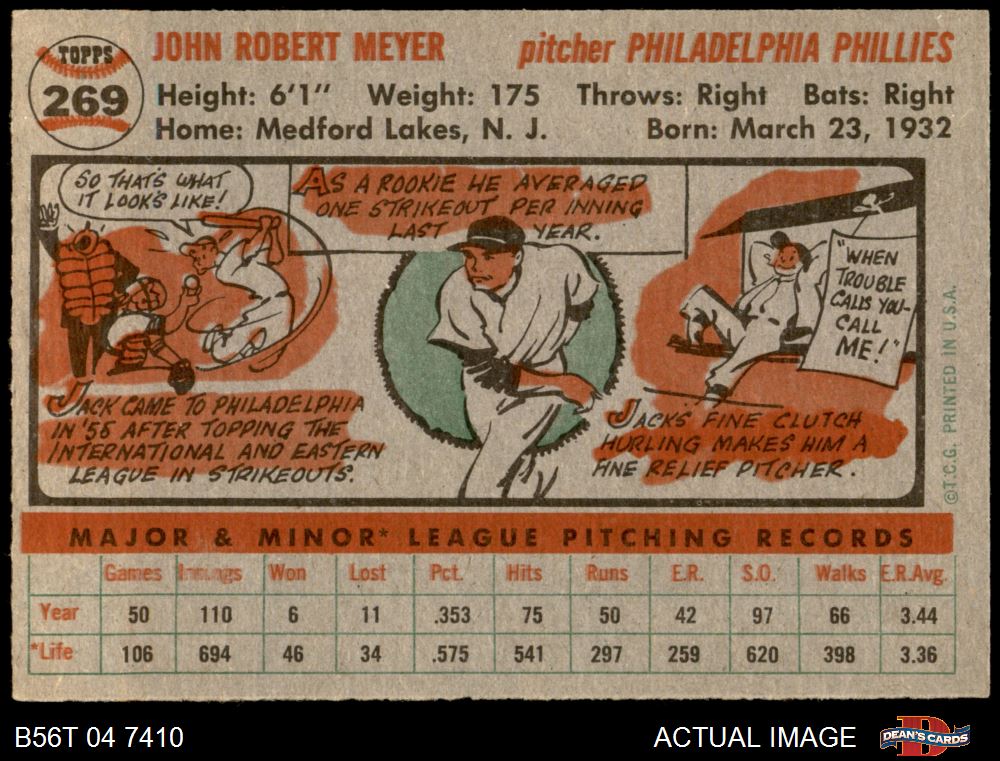 TOPPS
269
JOHN ROBERT MEYER pitcher PHILADELPHIA PHILLIES
Height: 6'1" Weight: 175 Throws: Right Bats: Right
Home: Medford Lakes, N. J. Born: March 23, 1932
SO THAT'S WHAT
IT LOOKS LIKE!
JACK CAME TO PHILADELPHIA
IN '55 AFTER TOPPING THE
INTERNATIONAL AND EASTERN
LEAGUE IN STRIKEOUTS.
AS A ROOKIE HE AVERAGED
ONE STRIKEOUT PER INNING
LAST YEAR.
"WHEN
TROUBLE
CALLS YOU-
CALL
ME!"
JACKS FINE CLUTCH
HURLING MAKES HIM A
FINE RELIEF PITCHER.
©T.C.G. PRINTED IN U.S.A.
MAJOR & MINOR* LEAGUE PITCHING RECORDS
Games Innings Won Lost Pct. Hits Runs E.R. S.O. Walks E.R.Avg.
Year 50 110 6 11 .353 75 50 42 97 66 3.44
*Life 106 694 46 34 .575 541 297 259 620 398 3.36
B56T 04 7410 ACTUAL IMAGE
DEAN'S CARDS